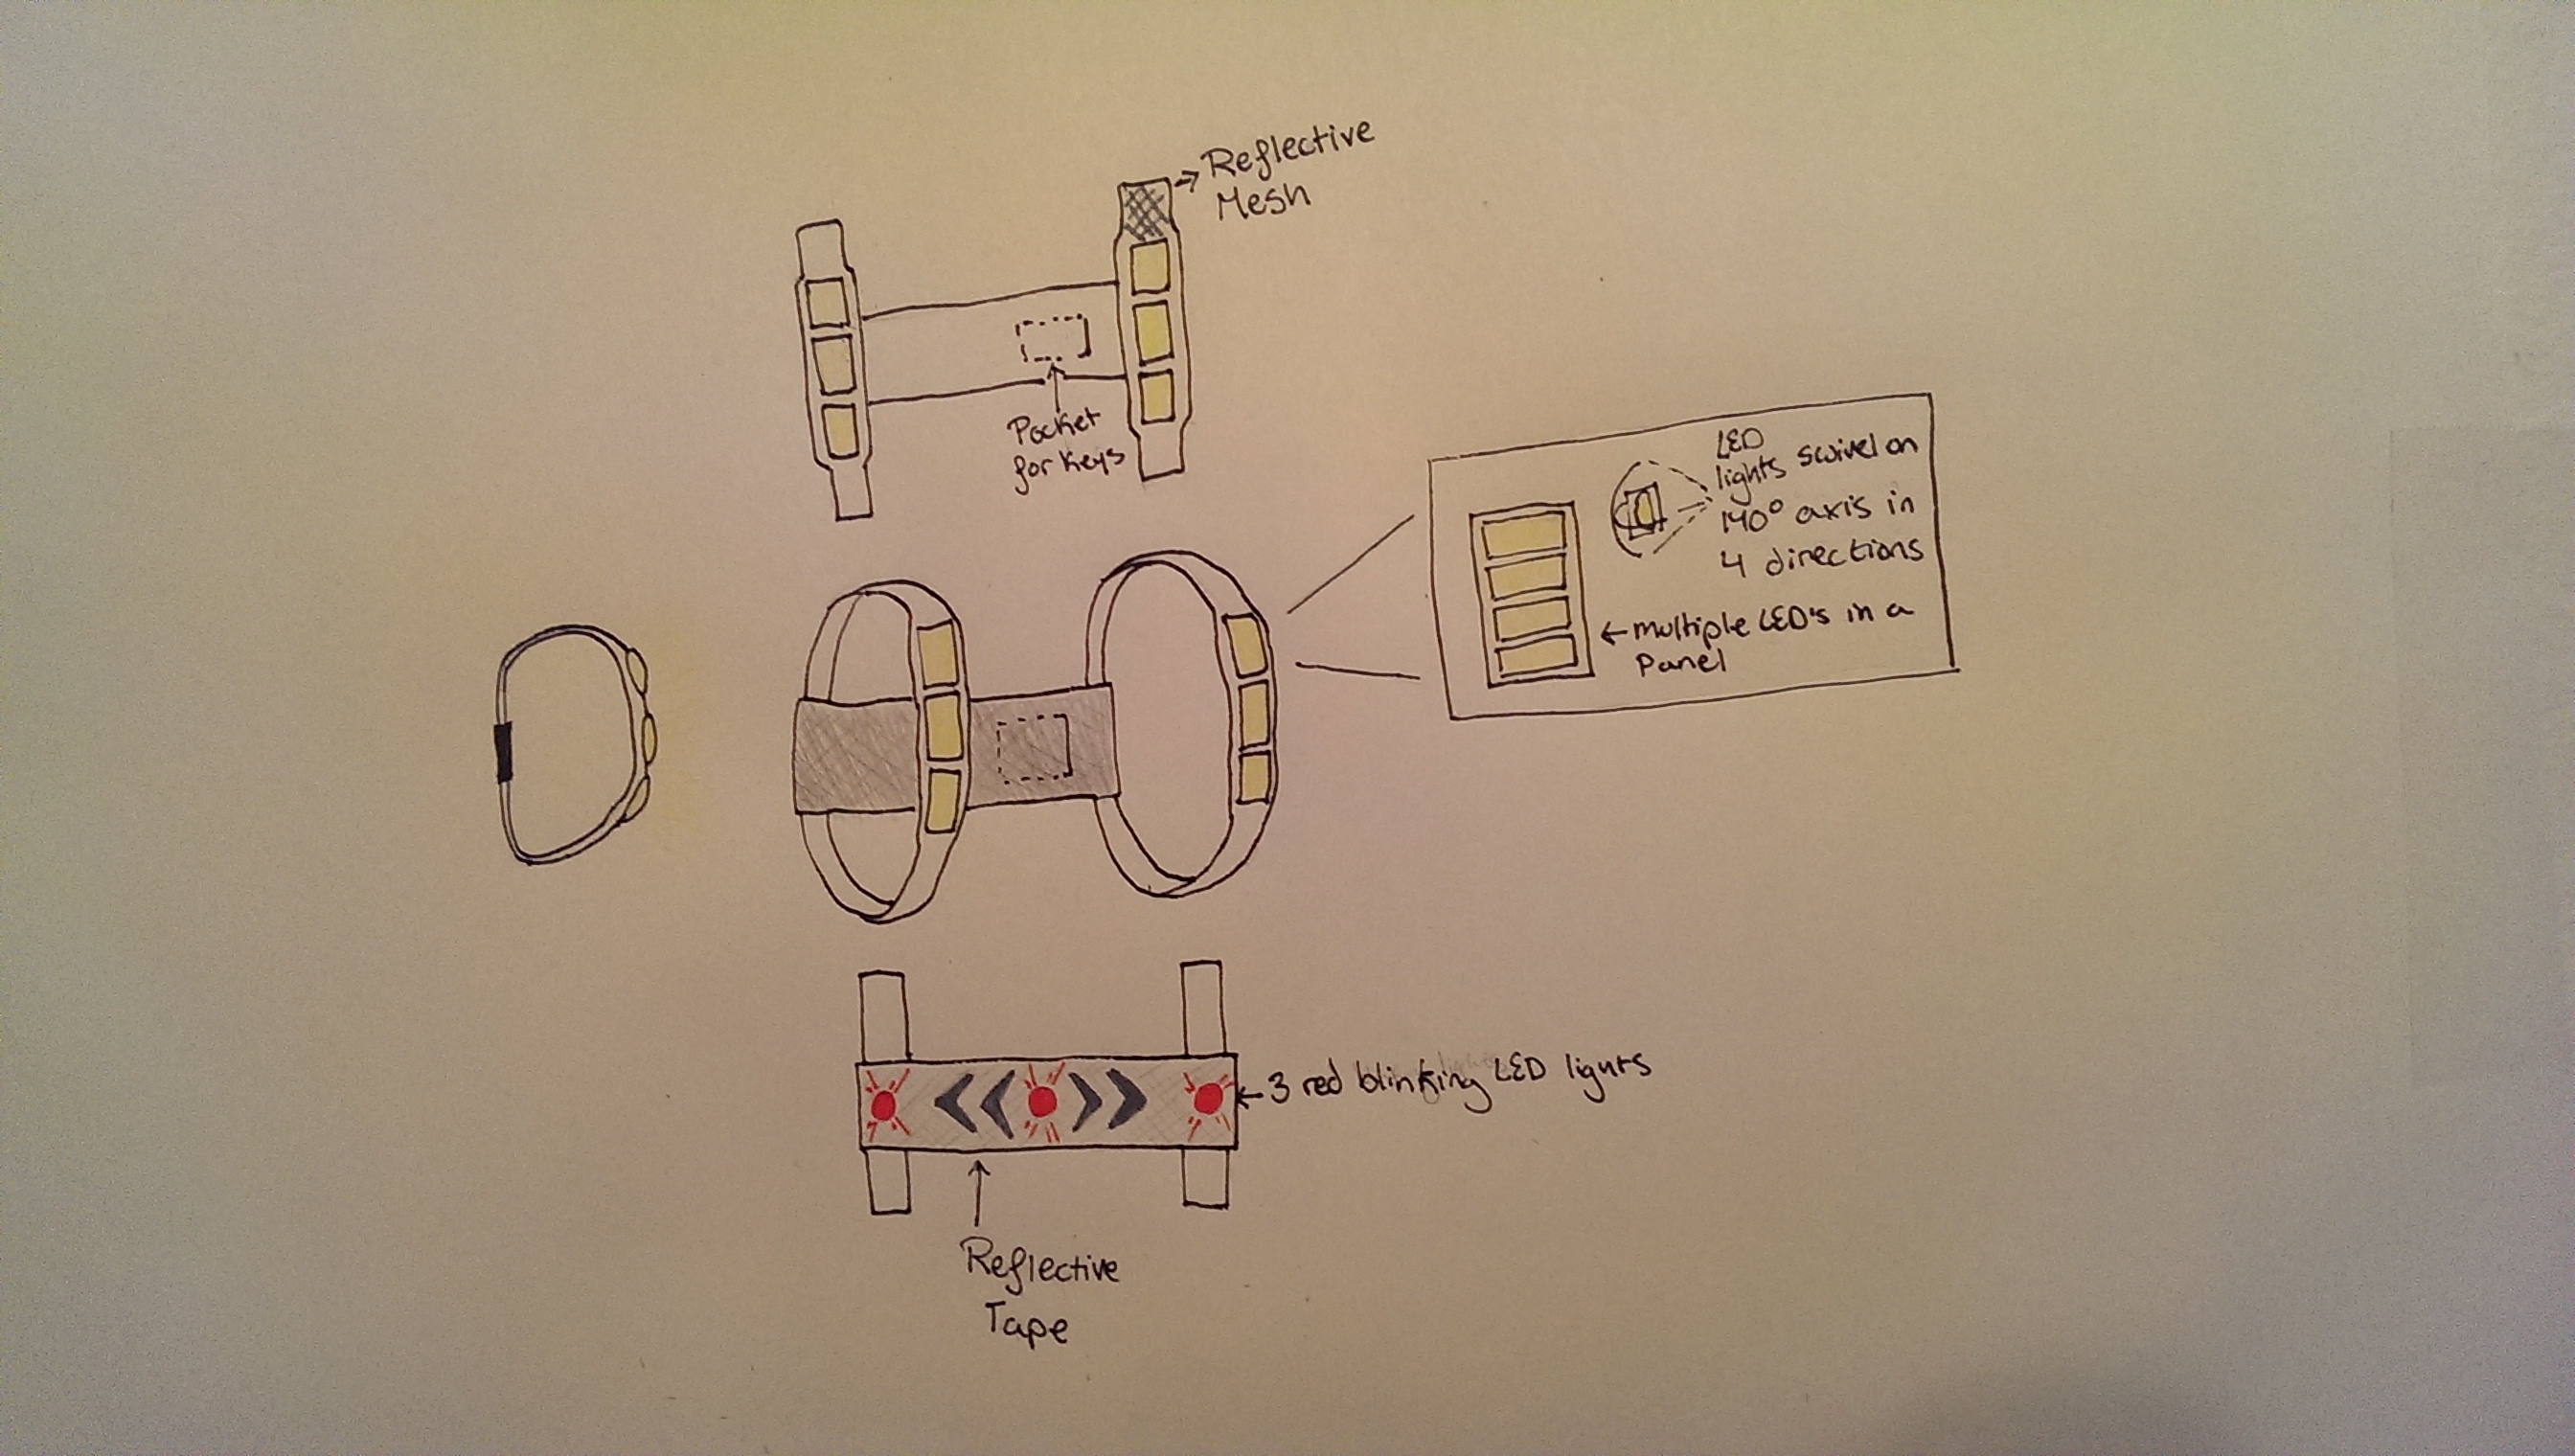 Reflective
Mesh
Pocket
for Keys
LED
lights swivel on
140° axis in
4 directions
←multiple LED's in a
Panel
←3 red blinking LED lights
Reflective
Tape